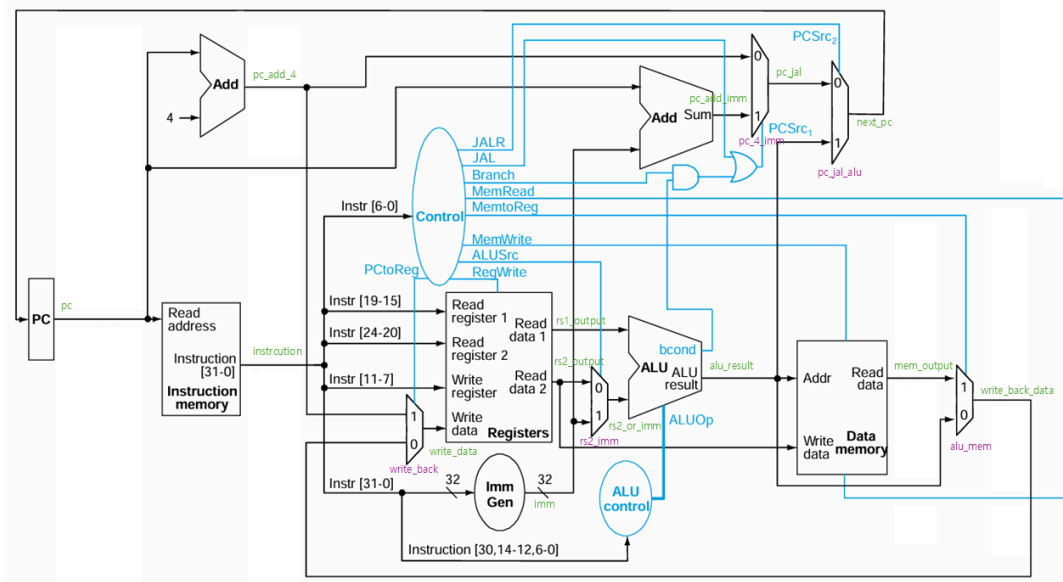 PCSrc2
0
pc_add_4
pc_jal
0
Add
pc_add_imm
4
Add
Sum
1
PCSrc1
next_pc
JALR
pc_4_imm
1
JAL
pc_jal_alu
Branch
MemRead
Instr [6-0]
Control
MemtoReg
MemWrite
ALUSrc
PCtoReg
RegWrite
Instr [19-15]
Read
register 1
Read
data 1
rs1_output
pc
PC
Read
address
Instr [24-20]
Read
register 2
bcond
instrcution
Instruction
[31-0]
Instruction
memory
rs2_output
ALU
ALU
result
alu_result
Addr
Read
data
mem_output
Instr [11-7]
Write
register
Read
data 2
0
1
write_back_data
1
Write
data
Registers
1
rs2_or_imm
ALUOp
0
0
write_data
rs2_imm
Write
data
Data
memory
alu_mem
write_back
Instr [31-0]
32
Imm
Gen
32
imm
ALU
control
Instruction [30,14-12,6-0]